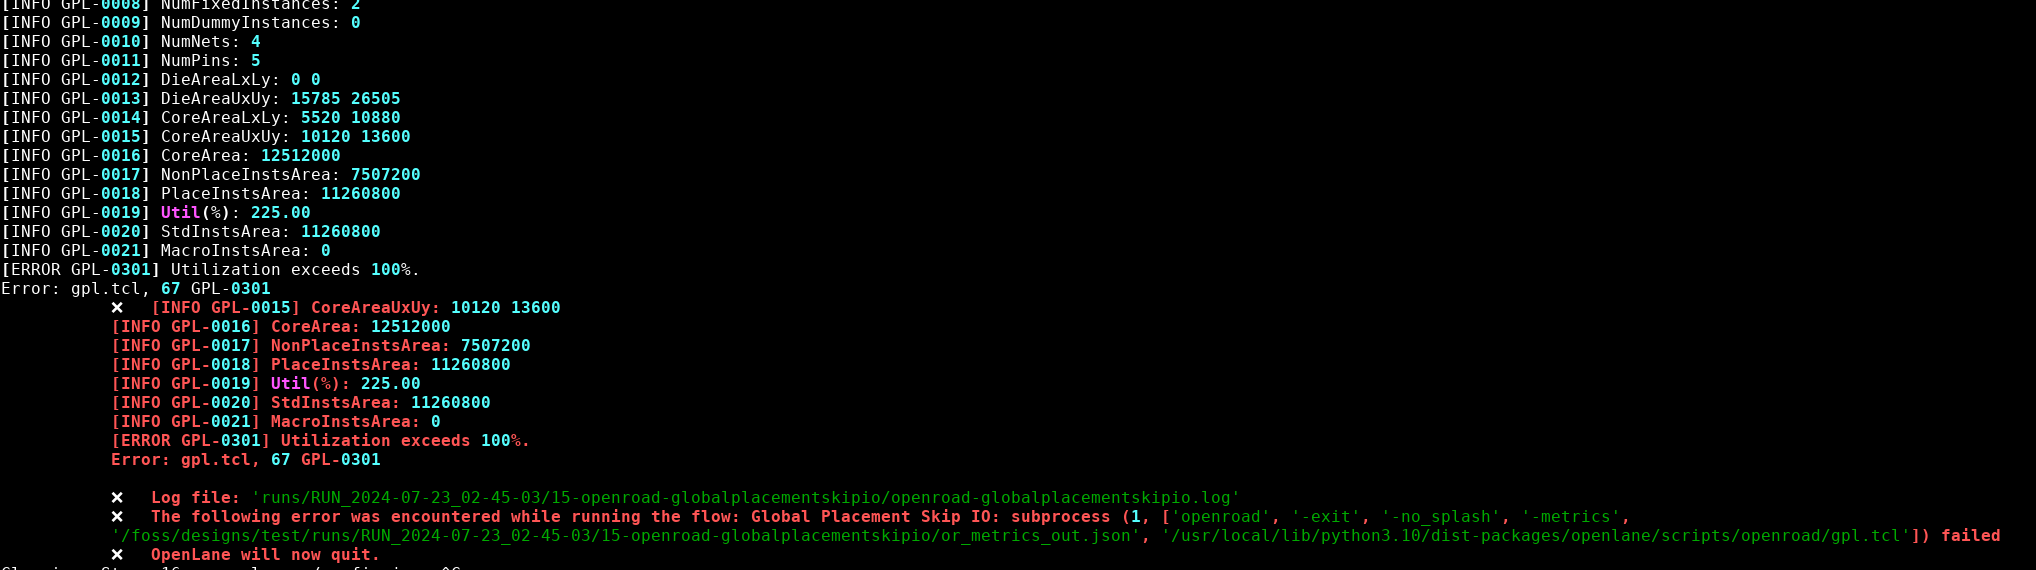 [INFO GPL-0008] NumFixedInstances: 2
[INFO GPL-0009] NumDummyInstances: 0
[INFO GPL-0010] NumNets: 4
[INFO GPL-0011] NumPins: 5
[INFO GPL-0012] DieAreaLxLy: 0 0
[INFO GPL-0013] DieAreaUxUy: 15785 26505
[INFO GPL-0014] CoreAreaLxLy: 5520 10880
[INFO GPL-0015] CoreAreaUxUy: 10120 13600
[INFO GPL-0016] CoreArea: 12512000
[INFO GPL-0017] NonPlaceInstsArea: 7507200
[INFO GPL-0018] PlaceInstsArea: 11260800
[INFO GPL-0019] Util(%): 225.00
[INFO GPL-0020] StdInstsArea: 11260800
[INFO GPL-0021] MacroInstsArea: 0
[ERROR GPL-0301] Utilization exceeds 100%.
Error: gpl.tcl, 67 GPL-0301
❌ [INFO GPL-0015] CoreAreaUxUy: 10120 13600
[INFO GPL-0016] CoreArea: 12512000
[INFO GPL-0017] NonPlaceInstsArea: 7507200
[INFO GPL-0018] PlaceInstsArea: 11260800
[INFO GPL-0019] Util(%): 225.00
[INFO GPL-0020] StdInstsArea: 11260800
[INFO GPL-0021] MacroInstsArea: 0
[ERROR GPL-0301] Utilization exceeds 100%.
Error: gpl.tcl, 67 GPL-0301
❌ Log file: 'runs/RUN_2024-07-23_02-45-03/15-openroad-globalplacementskipio/openroad-globalplacementskipio.log'
❌ The following error was encountered while running the flow: Global Placement Skip IO: subprocess (1, ['openroad', '-exit', '-no_splash', '-metrics',
'/foss/designs/test/runs/RUN_2024-07-23_02-45-03/15-openroad-globalplacementskipio/or_metrics_out.json', '/usr/local/lib/python3.10/dist-packages/openlane/scripts/openroad/gpl.tcl']) failed
❌ OpenLane will now quit.